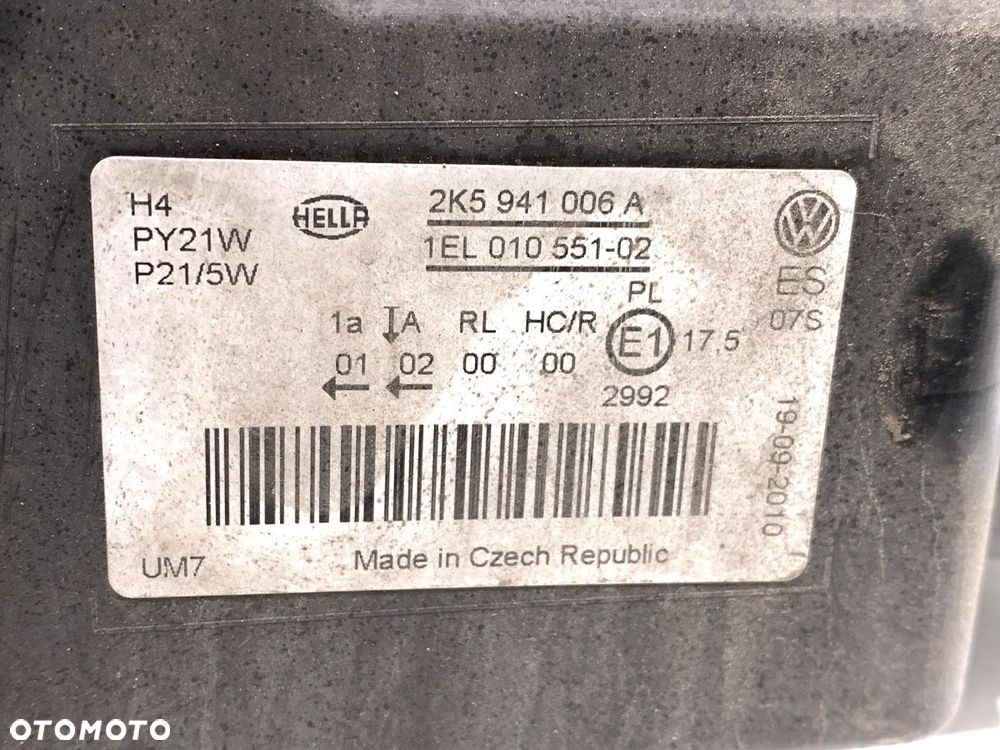 H4
PY21W
P21/5W
HELLA
2K5 941 006 A
1EL 010 551-02
VW
ES
07S
PL
1a A RL HC/R E1 17,5
01 02 00 00
2992
19-09-2010
UM7
Made in Czech Republic
OTOMOTO